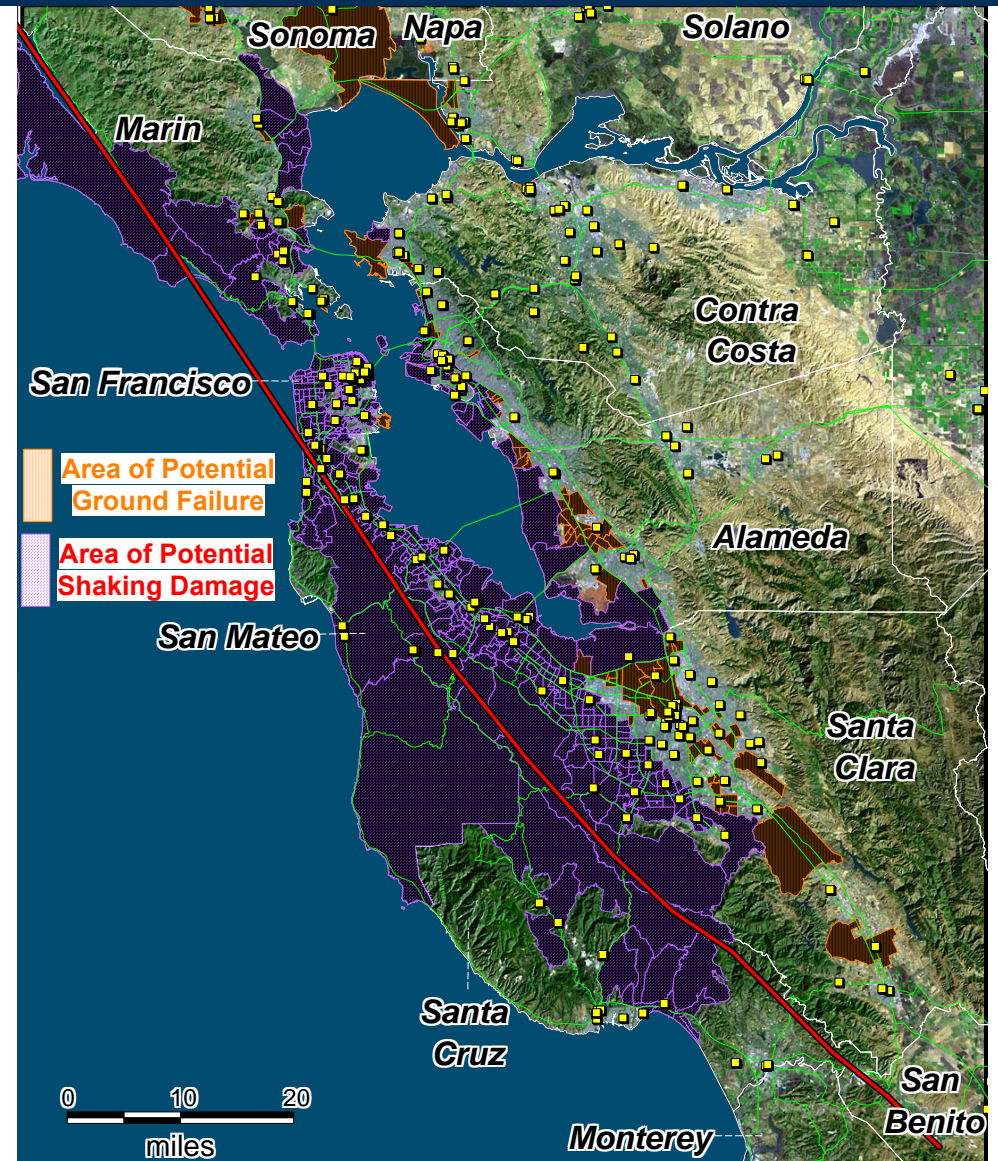 Sonoma
Napa
Solano
Marin
Contra
Costa
San Francisco
Area of Potential
Ground Failure
Area of Potential
Shaking Damage
Alameda
San Mateo
Santa
Clara
Santa
Cruz
San
Benito
Monterey
0 10 20
miles